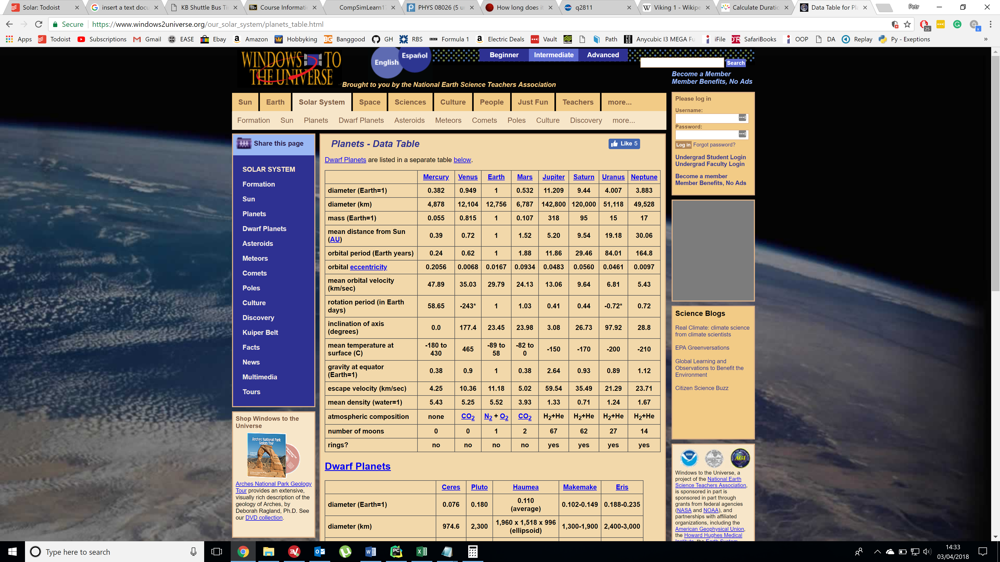 Solar: Todoist
insert a text docu
KB Shuttle Bus Ti
Course Informati
CompSimLearn1
PHYS 08026 (5 u
How long does it
q2811
Viking 1 - Wikipe
Calculate Duratio
Data Table for Pla
Petr
Secure https://www.windows2universe.org/our_solar_system/planets_table.html
25 x
Apps Todoist Subscriptions Gmail EASE Ebay Amazon Hobbyking Banggood GH RBS Formula 1 Electric Deals Vault Path Anycubic I3 MEGA Fu iFile SafariBooks OOP DA Replay Py - Exeptions »
WINDOWS TO
THE UNIVERSE
English Español
Beginner Intermediate Advanced
Search
Become a Member
Member Benefits, No Ads
Brought to you by the National Earth Science Teachers Association
Sun Earth Solar System Space Sciences Culture People Just Fun Teachers more...
Formation Sun Planets Dwarf Planets Asteroids Meteors Comets Poles Culture Discovery more...
Please log in
Username:
Password:
Log in Forgot password?
Undergrad Student Login
Undergrad Faculty Login
Become a member
Member Benefits, No Ads
Share this page
SOLAR SYSTEM
Formation
Sun
Planets
Dwarf Planets
Asteroids
Meteors
Comets
Poles
Culture
Discovery
Kuiper Belt
Facts
News
Multimedia
Tours
Shop Windows to the
Universe
Arches National Park
Geology Tour
Arches National Park Geology
Tour provides an extensive,
visually rich description of the
geology of Arches, by
Deborah Ragland, Ph.D. See
our DVD collection.
Planets - Data Table
Like 5
Dwarf Planets are listed in a separate table below.
Mercury Venus Earth Mars Jupiter Saturn Uranus Neptune
diameter (Earth=1) 0.382 0.949 1 0.532 11.209 9.44 4.007 3.883
diameter (km) 4,878 12,104 12,756 6,787 142,800 120,000 51,118 49,528
mass (Earth=1) 0.055 0.815 1 0.107 318 95 15 17
mean distance from Sun
(AU) 0.39 0.72 1 1.52 5.20 9.54 19.18 30.06
orbital period (Earth years) 0.24 0.62 1 1.88 11.86 29.46 84.01 164.8
orbital eccentricity 0.2056 0.0068 0.0167 0.0934 0.0483 0.0560 0.0461 0.0097
mean orbital velocity
(km/sec) 47.89 35.03 29.79 24.13 13.06 9.64 6.81 5.43
rotation period (in Earth
days) 58.65 -243* 1 1.03 0.41 0.44 -0.72* 0.72
inclination of axis
(degrees) 0.0 177.4 23.45 23.98 3.08 26.73 97.92 28.8
mean temperature at
surface (C) -180 to 430 465 -89 to 58 -82 to 0 -150 -170 -200 -210
gravity at equator
(Earth=1) 0.38 0.9 1 0.38 2.64 0.93 0.89 1.12
escape velocity (km/sec) 4.25 10.36 11.18 5.02 59.54 35.49 21.29 23.71
mean density (water=1) 5.43 5.25 5.52 3.93 1.33 0.71 1.24 1.67
atmospheric composition none CO2 N2 + O2 CO2 H2+He H2+He H2+He H2+He
number of moons 0 0 1 2 67 62 27 14
rings? no no no no yes yes yes yes
Dwarf Planets
Ceres Pluto Haumea Makemake Eris
diameter (Earth=1) 0.076 0.180 0.110 (average) 0.102-0.149 0.188-0.235
diameter (km) 974.6 2,300 1,960 x 1,518 x 996 (ellipsoid) 1,300-1,900 2,400-3,000
Science Blogs
Real Climate: climate science
from climate scientists
EPA Greenversations
Global Learning and
Observations to Benefit the
Environment
Citizen Science Buzz
AGI
Windows to the Universe, a
project of the National Earth
Science Teachers Association,
is sponsored in part is
sponsored in part through
grants from federal agencies
(NASA and NOAA), and
partnerships with affiliated
organizations, including the
American Geophysical Union,
the Howard Hughes Medical
Institute, the Earth System
Type here to search
14:33
03/04/2018